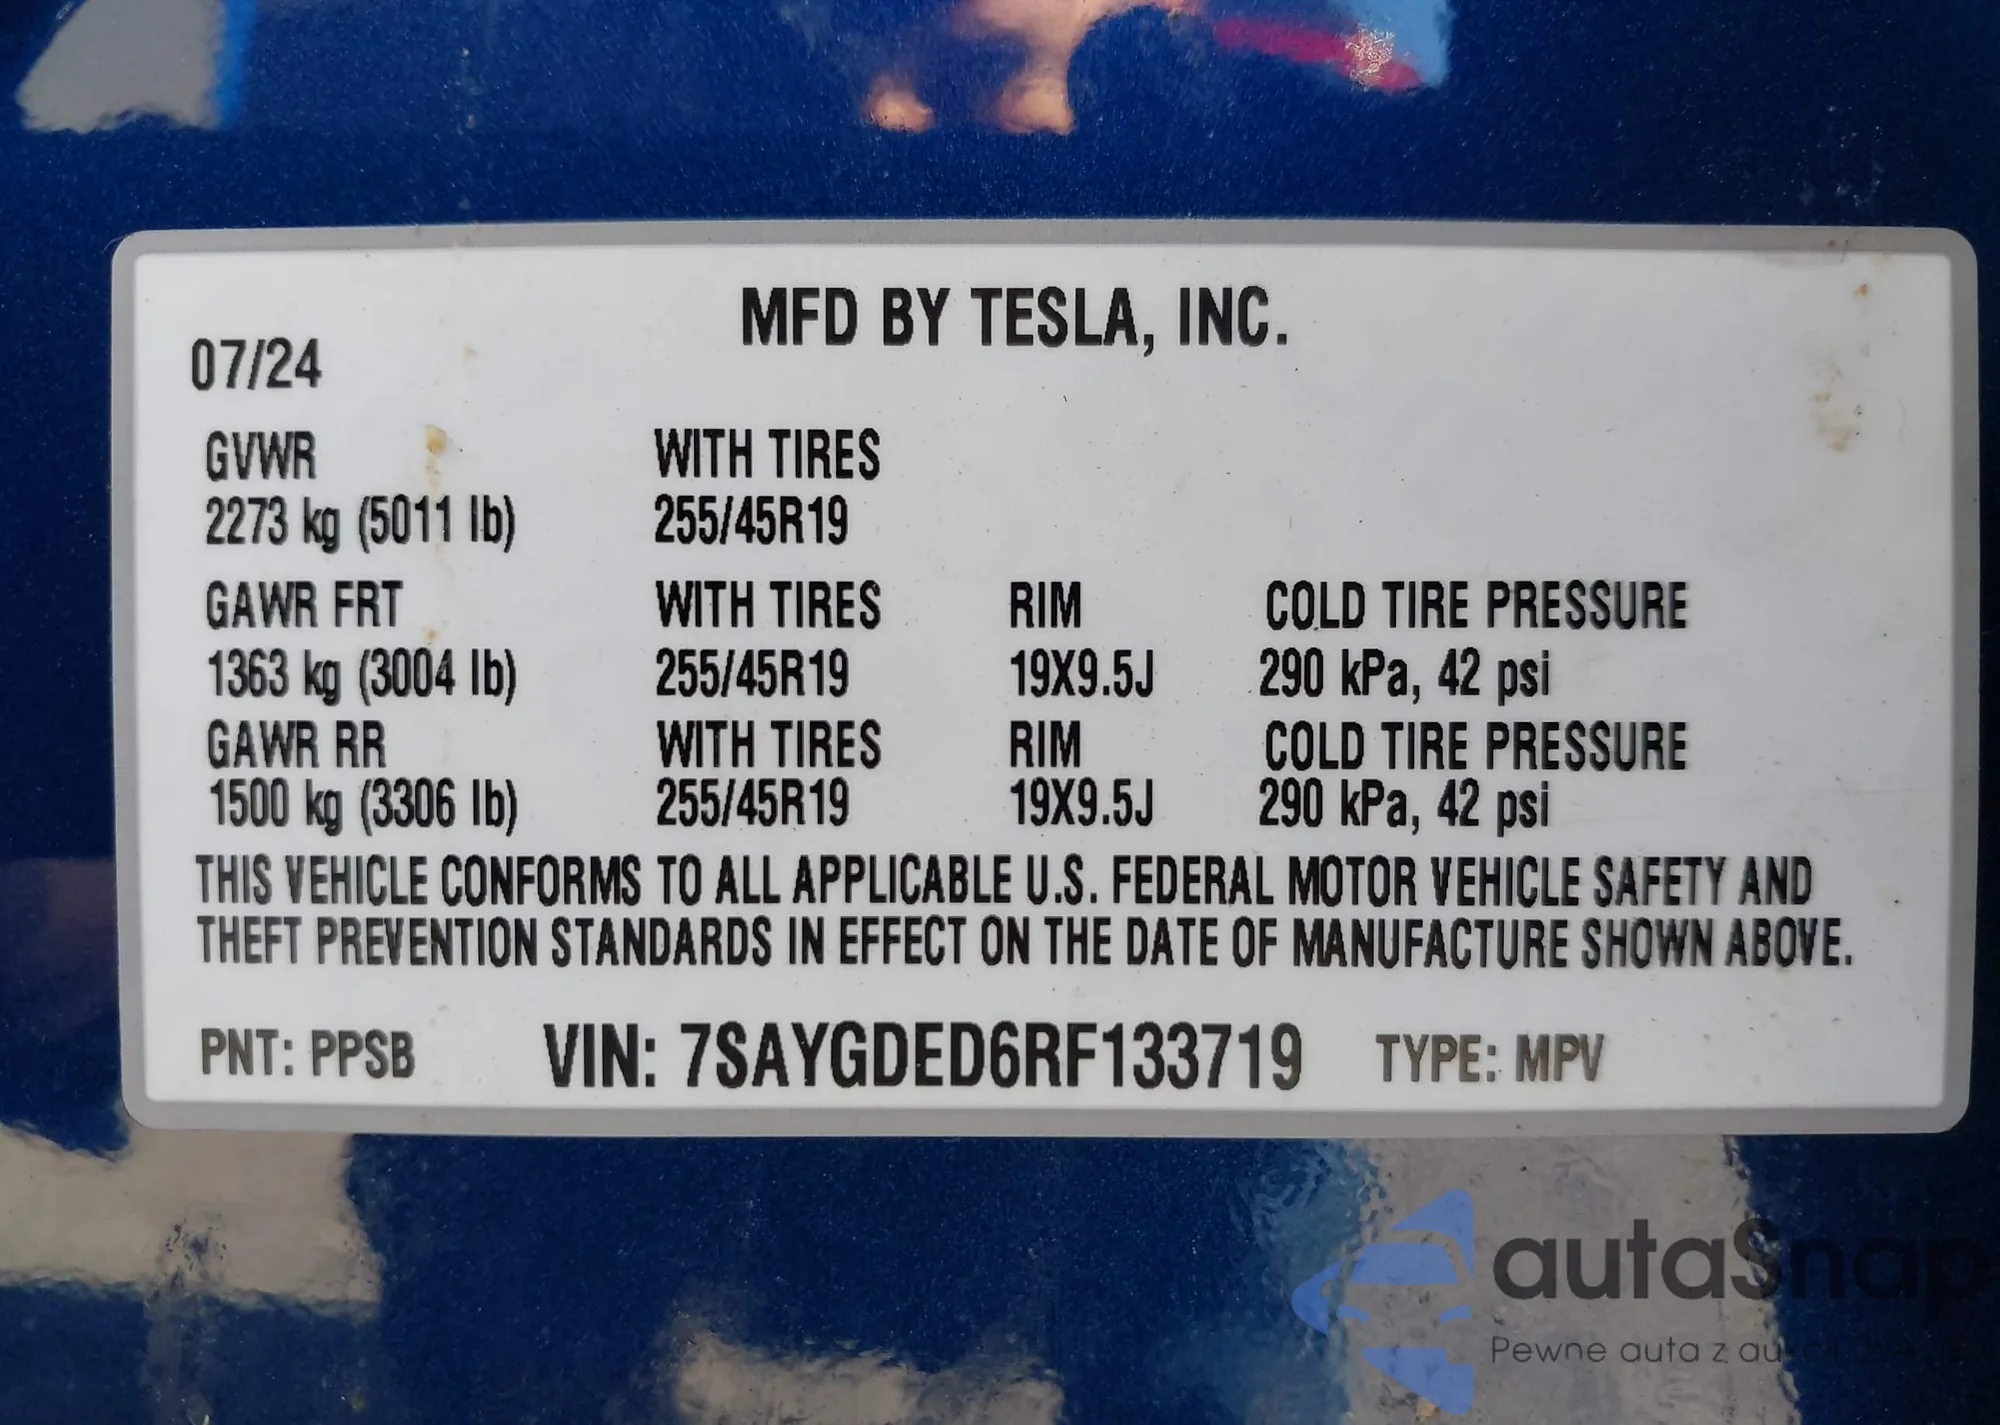 MFD BY TESLA, INC.
07/24
GVWR WITH TIRES
2273 kg (5011 lb) 255/45R19
GAWR FRT WITH TIRES RIM COLD TIRE PRESSURE
1363 kg (3004 lb) 255/45R19 19X9.5J 290 kPa, 42 psi
GAWR RR WITH TIRES RIM COLD TIRE PRESSURE
1500 kg (3306 lb) 255/45R19 19X9.5J 290 kPa, 42 psi
THIS VEHICLE CONFORMS TO ALL APPLICABLE U.S. FEDERAL MOTOR VEHICLE SAFETY AND
THEFT PREVENTION STANDARDS IN EFFECT ON THE DATE OF MANUFACTURE SHOWN ABOVE.
PNT: PPSB VIN: 7SAYGDED6RF133719 TYPE: MPV
autaSnap
Pewne auta z